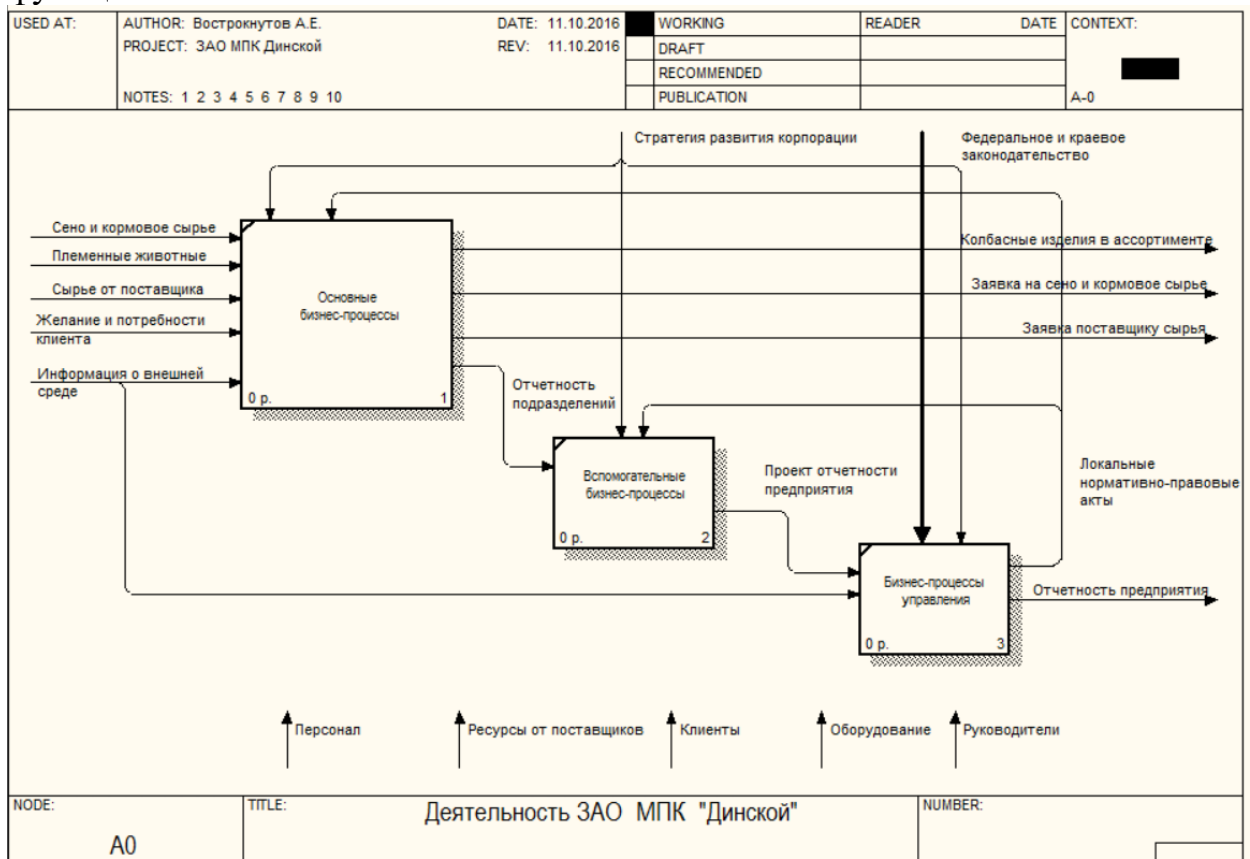 USED AT:
AUTHOR: Вострокнутов А.Е.
DATE: 11.10.2016
PROJECT: ЗАО МПК Динской
REV: 11.10.2016
NOTES: 1 2 3 4 5 6 7 8 9 10
WORKING
DRAFT
RECOMMENDED
PUBLICATION
READER
DATE
CONTEXT:
A-0
Стратегия развития корпорации
Федеральное и краевое
законодательство
Сено и кормовое сырье
Племенные животные
Сырье от поставщика
Желание и потребности
клиента
Информация о внешней
среде
Основные
бизнес-процессы
0 р.
1
Колбасные изделия в ассортименте
Заявка на сено и кормовое сырье
Заявка поставщику сырья
Отчетность
подразделений
Вспомогательные
бизнес-процессы
0 р.
2
Проект отчетности
предприятия
Локальные
нормативно-правовые
акты
Бизнес-процессы
управления
0 р.
3
Отчетность предприятия
Персонал
Ресурсы от поставщиков
Клиенты
Оборудование
Руководители
NODE:
A0
TITLE:
Деятельность ЗАО МПК "Динской"
NUMBER: